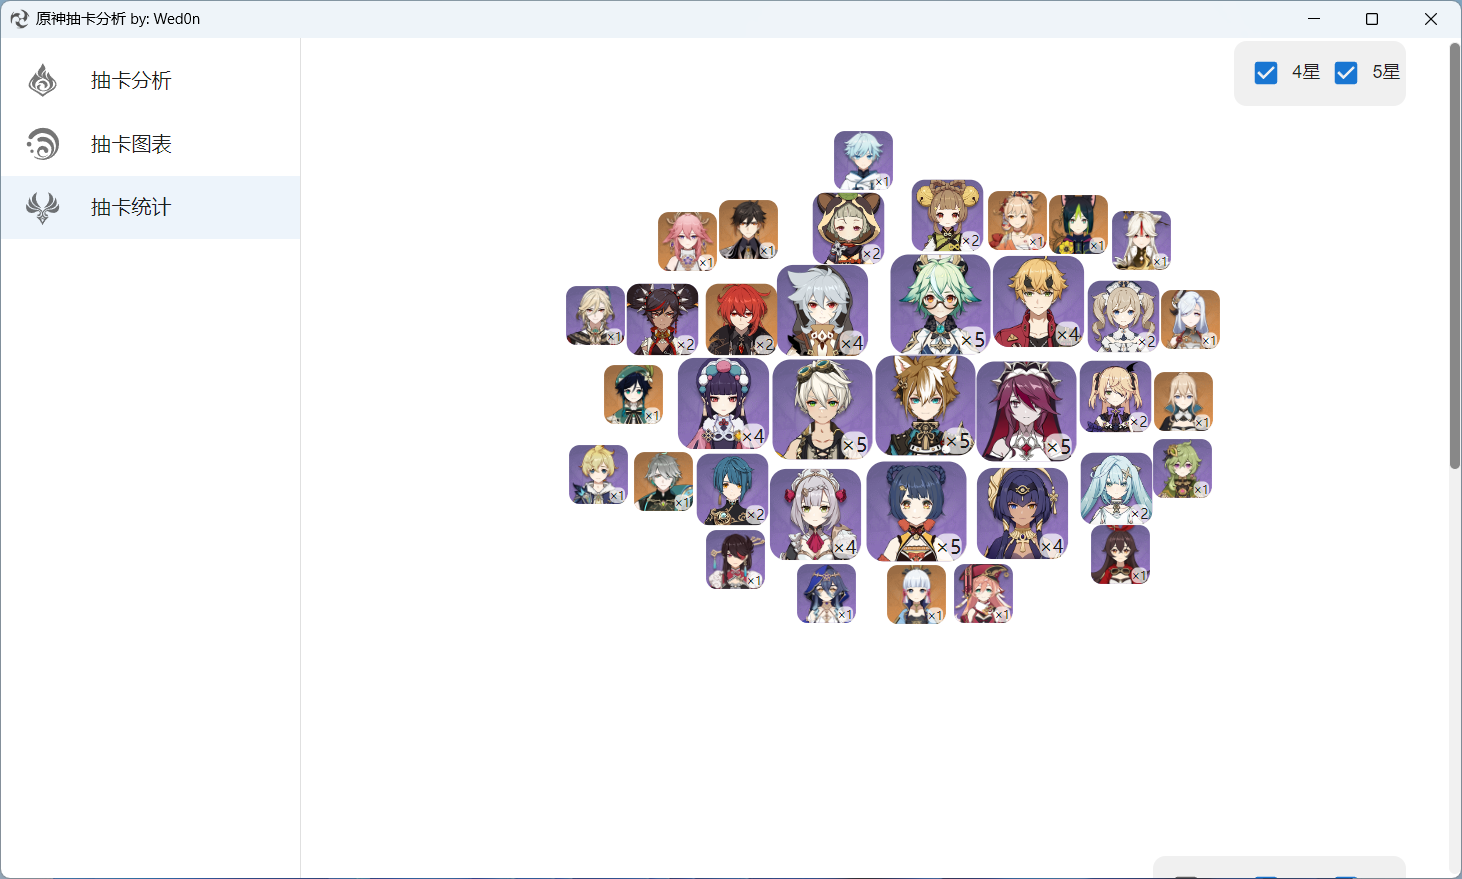 原神抽卡分析 by: Wed0n
抽卡分析
抽卡图表
抽卡统计
4星 5星
×1
×2 ×1 ×1
×1 ×1 ×2 ×1
×1 ×2 ×2 ×4 ×5 ×4 ×2 ×1
×1 ×4 ×5 ×5 ×5 ×2 ×1
×1 ×1 ×2 ×4 ×5 ×4 ×2 ×1
×1 ×1
×1 ×1 ×1